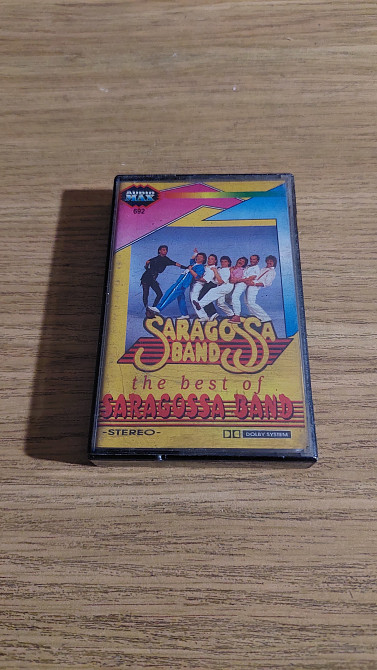 AUDIO
MAX
692
SARAGOSSA
BAND
the best of
SARAGOSSA BAND
-STEREO-
DOLBY SYSTEM